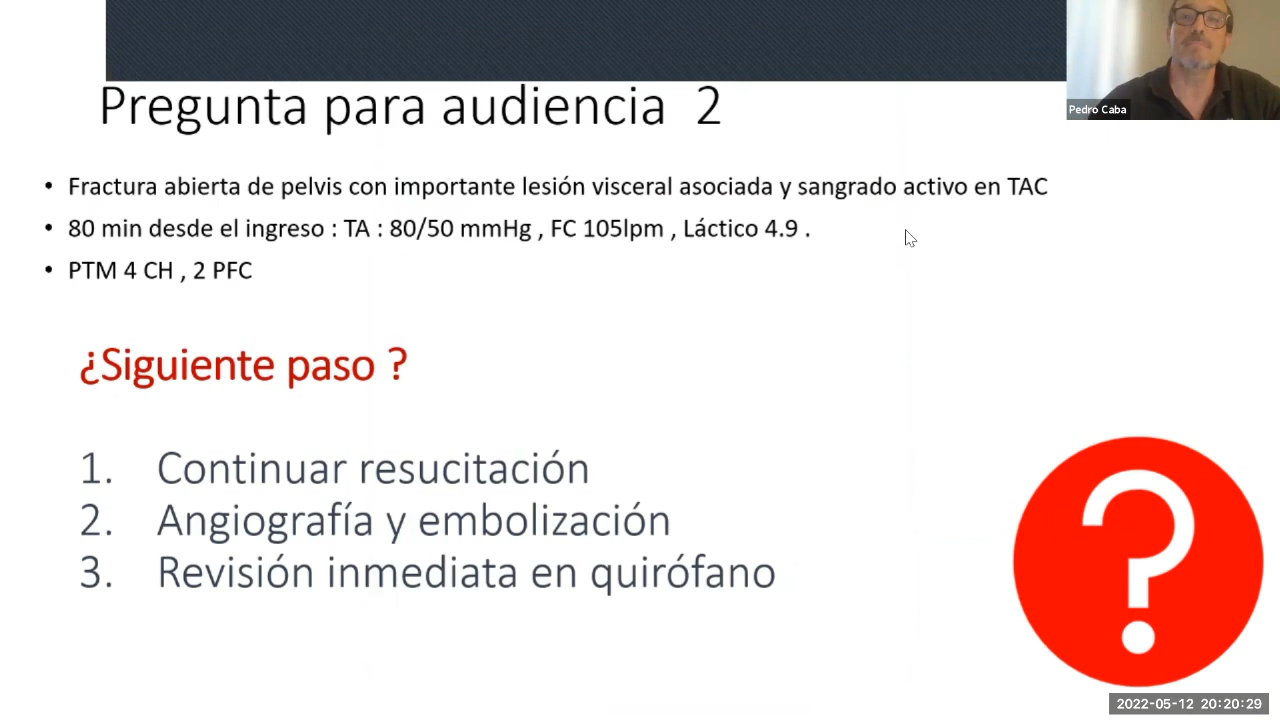 Pedro Caba
Pregunta para audiencia 2
• Fractura abierta de pelvis con importante lesión visceral asociada y sangrado activo en TAC
• 80 min desde el ingreso : TA : 80/50 mmHg , FC 105lpm , Láctico 4.9 .
• PTM 4 CH , 2 PFC
¿Siguiente paso ?
1. Continuar resucitación
2. Angiografía y embolización
3. Revisión inmediata en quirófano
?
2022-05-12 20:20:29